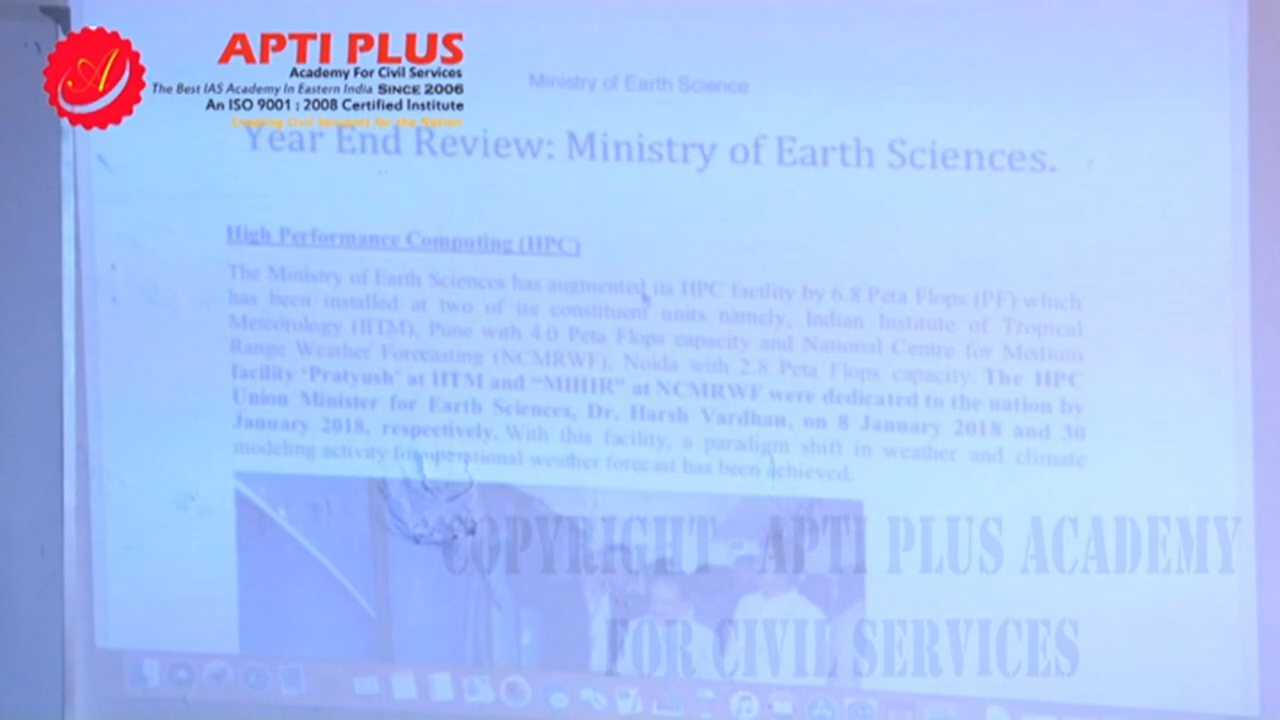 APTI PLUS
Academy For Civil Services
The Best IAS Academy In Eastern India SINCE 2006
An ISO 9001 : 2008 Certified Institute
Creating Civil Servants for the Nation
Ministry of Earth Science
Year End Review: Ministry of Earth Sciences.
High Performance Computing (HPC)
The Ministry of Earth Sciences has augmented its HPC facility by 6.8 Peta Flops (PF) which
has been installed at two of its constituent units namely, Indian Institute of Tropical
Meteorology (IITM), Pune with 4.0 Peta Flops capacity and National Centre for Medium
Range Weather Forecasting (NCMRWF), Noida with 2.8 Peta Flops capacity. The HPC
facility ‘Pratyush’ at IITM and “MIHIR” at NCMRWF were dedicated to the nation by
Union Minister for Earth Sciences, Dr. Harsh Vardhan, on 8 January 2018 and 30
January 2018, respectively. With this facility, a paradigm shift in weather and climate
modeling activity for operational weather forecast has been achieved.
COPYRIGHT - APTI PLUS ACADEMY
FOR CIVIL SERVICES